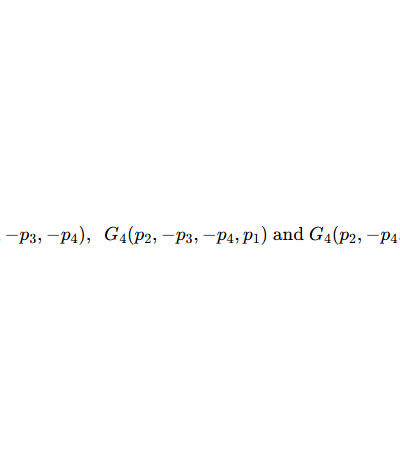 −p₃, −p₄),  G₄(p₂, −p₃, −p₄, p₁) and G₄(p₂, −p₄